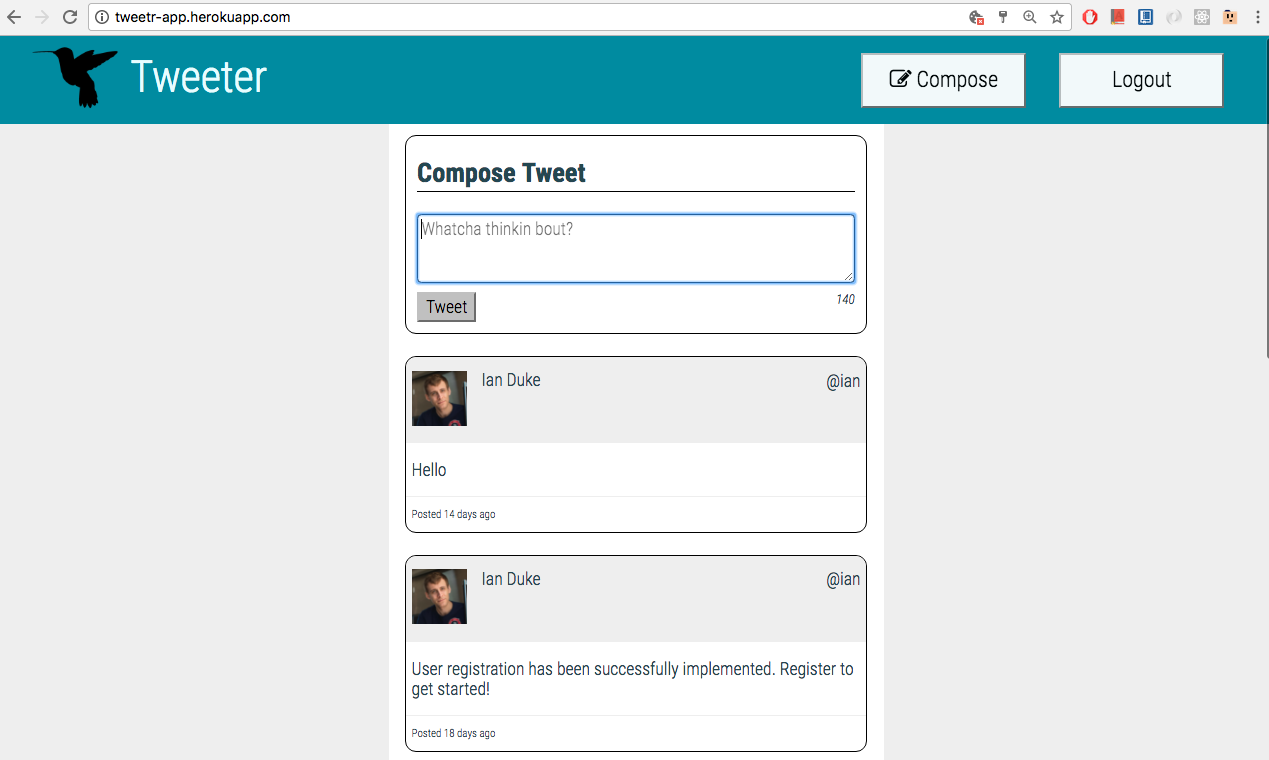 tweetr-app.herokuapp.com
Tweeter
Compose
Logout
Compose Tweet
Whatcha thinkin bout?
Tweet
140
Ian Duke
@ian
Hello
Posted 14 days ago
Ian Duke
@ian
User registration has been successfully implemented. Register to
get started!
Posted 18 days ago